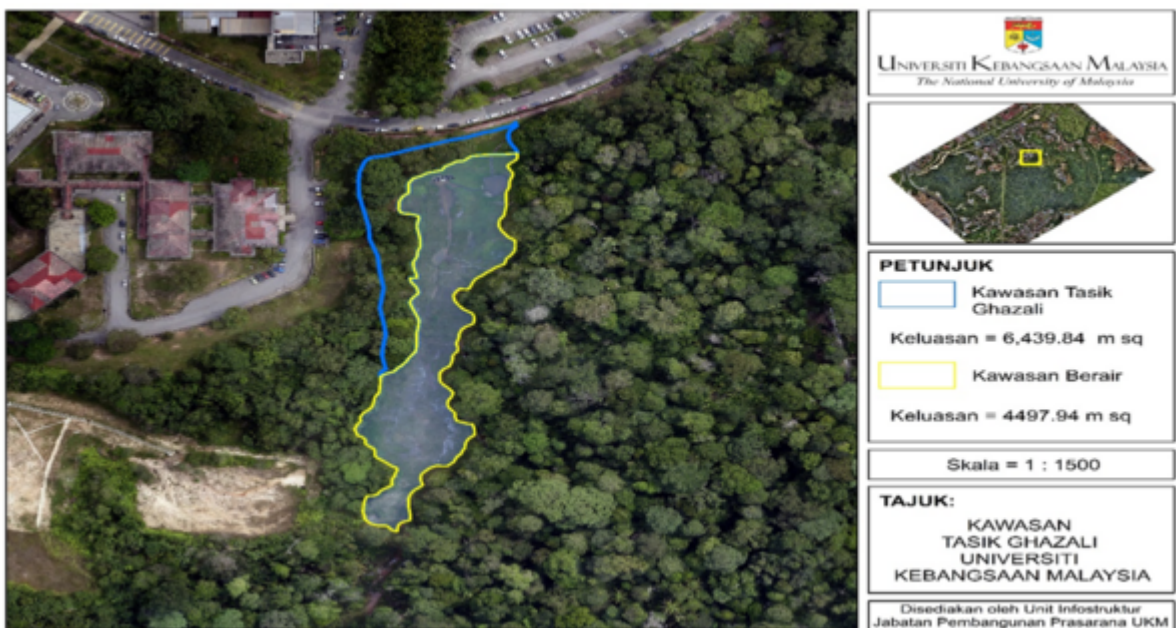 UNIVERSITI KEBANGSAAN MALAYSIA
The National University of Malaysia
PETUNJUK
Kawasan Tasik
Ghazali
Keluasan = 6,439.84 m sq
Kawasan Berair
Keluasan = 4497.94 m sq
Skala = 1 : 1500
TAJUK:
KAWASAN
TASIK GHAZALI
UNIVERSITI
KEBANGSAAN MALAYSIA
Disediakan oleh Unit Infostruktur
Jabatan Pembangunan Prasarana UKM